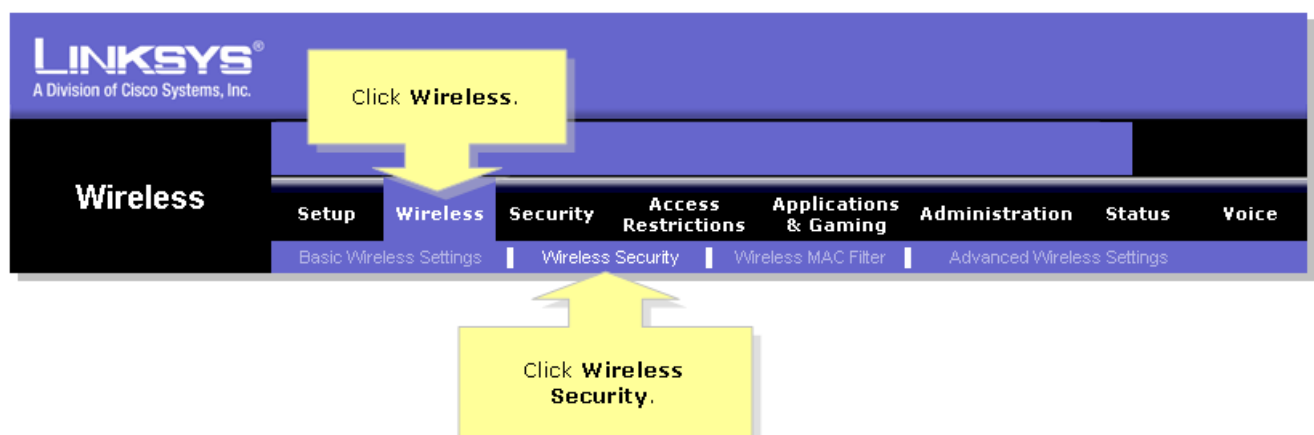 LINKSYS®
A Division of Cisco Systems, Inc.
Click Wireless.
Wireless
Setup Wireless Security Access Restrictions Applications & Gaming Administration Status Voice
Basic Wireless Settings Wireless Security Wireless MAC Filter Advanced Wireless Settings
Click Wireless
Security.